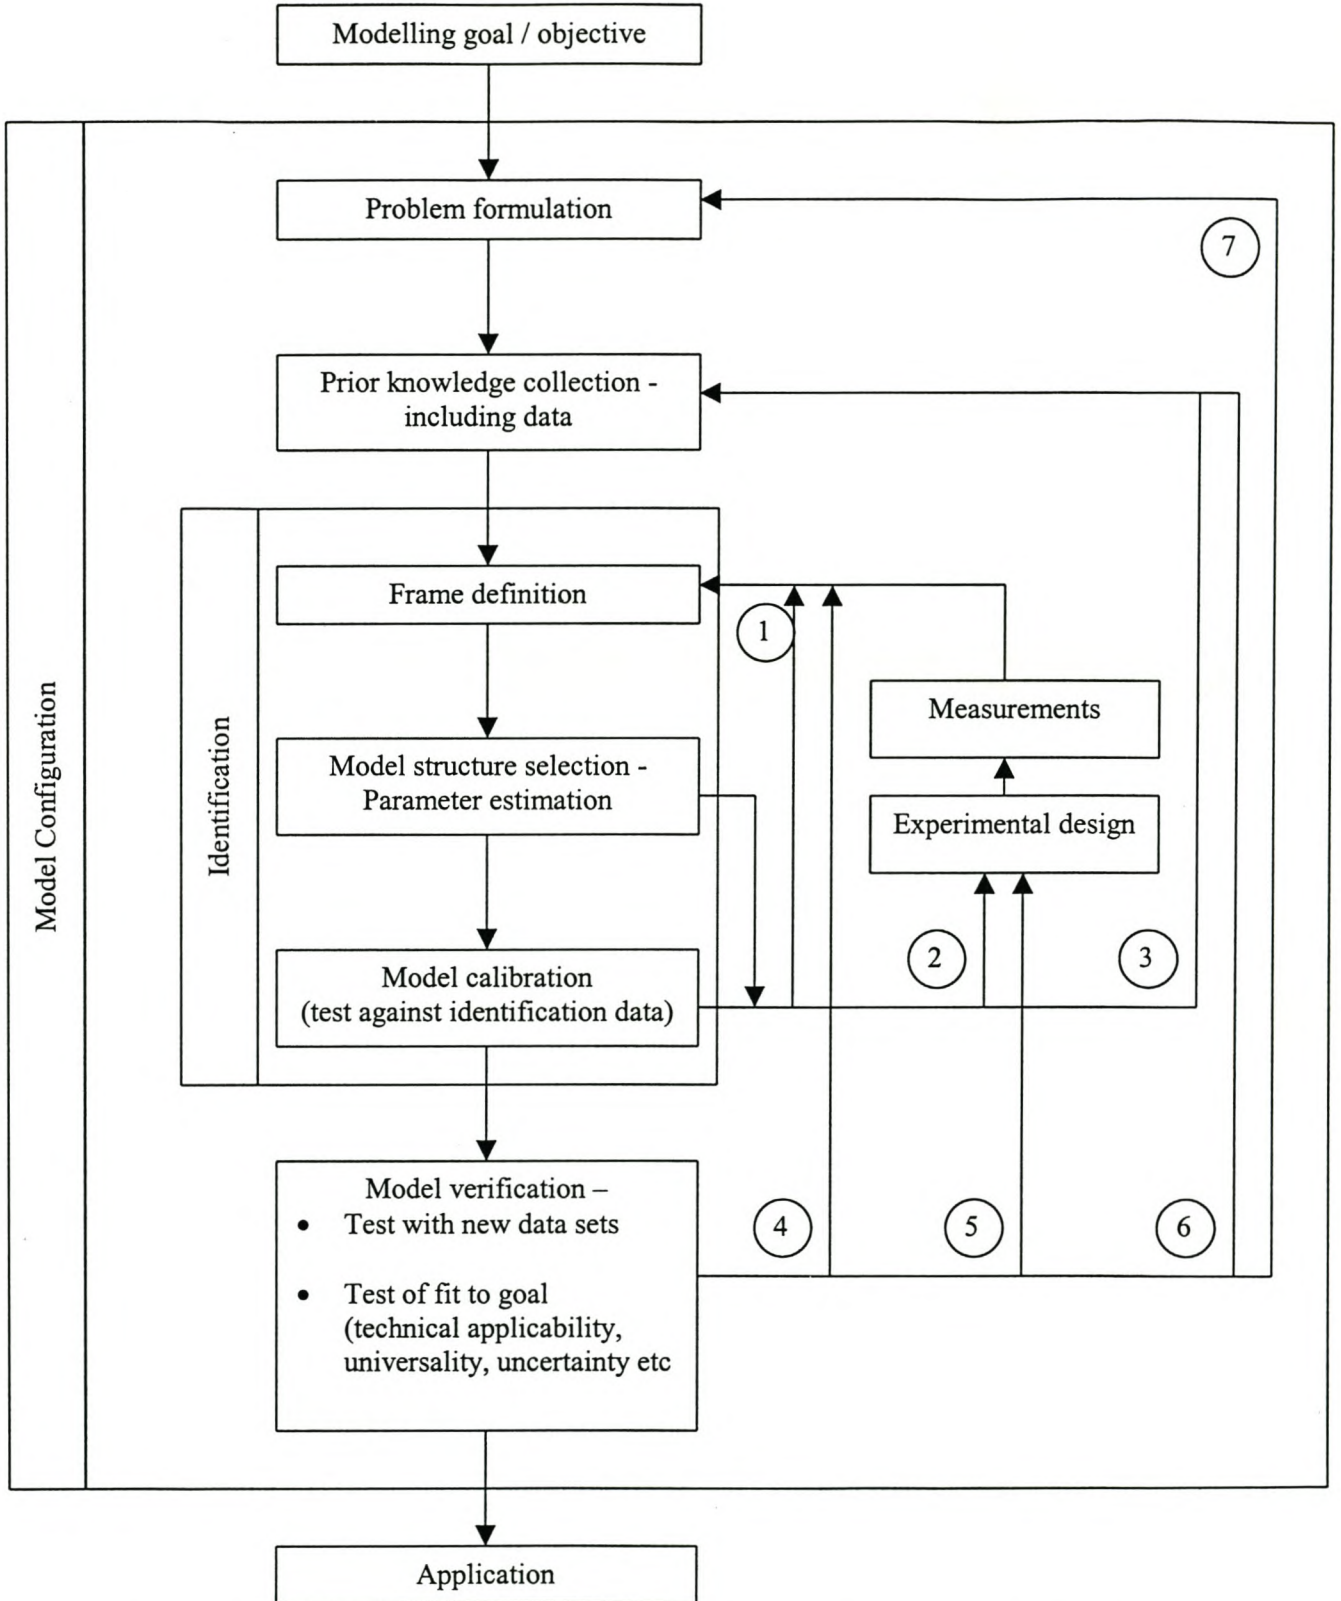 Modelling goal / objective
Problem formulation
7
Prior knowledge collection -
including data
Frame definition
1
Measurements
Model structure selection -
Parameter estimation
Experimental design
Model Configuration
Identification
2
3
Model calibration
(test against identification data)
Model verification –
• Test with new data sets
4
5
6
• Test of fit to goal
(technical applicability,
universality, uncertainty etc
Application